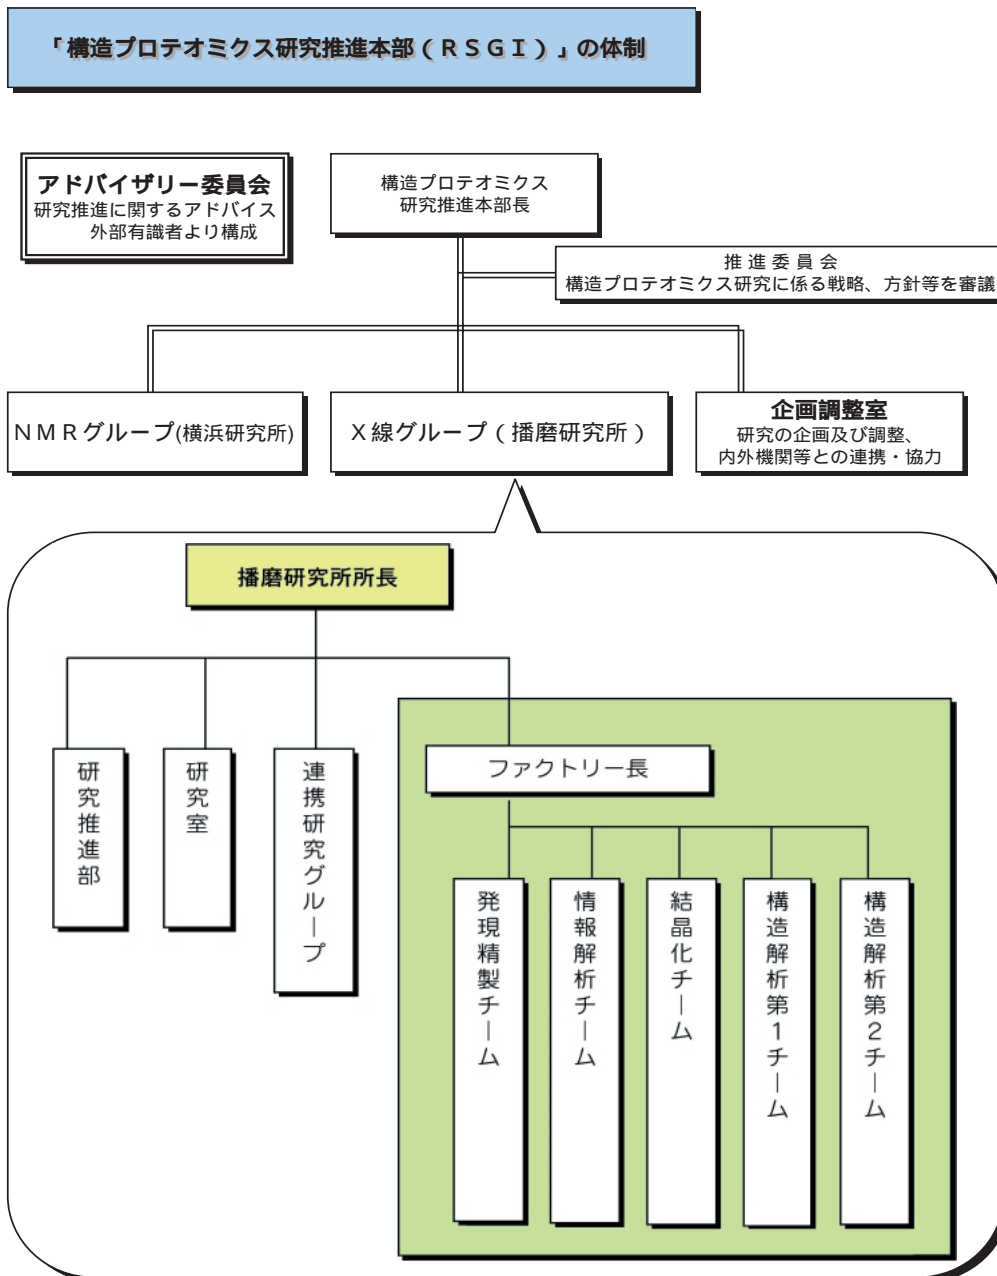 「構造プロテオミクス研究推進本部(RSGI)」の体制
アドバイザリー委員会
研究推進に関するアドバイス
外部有識者より構成
構造プロテオミクス
研究推進本部長
推進委員会
構造プロテオミクス研究に係る戦略、方針等を審議
NMRグループ(横浜研究所)
X線グループ(播磨研究所)
企画調整室
研究の企画及び調整、
内外機関等との連携・協力
播磨研究所所長
研究推進部
研究室
連携研究グループ
ファクトリー長
発現精製チーム
情報解析チーム
結晶化チーム
構造解析第1チーム
構造解析第2チーム